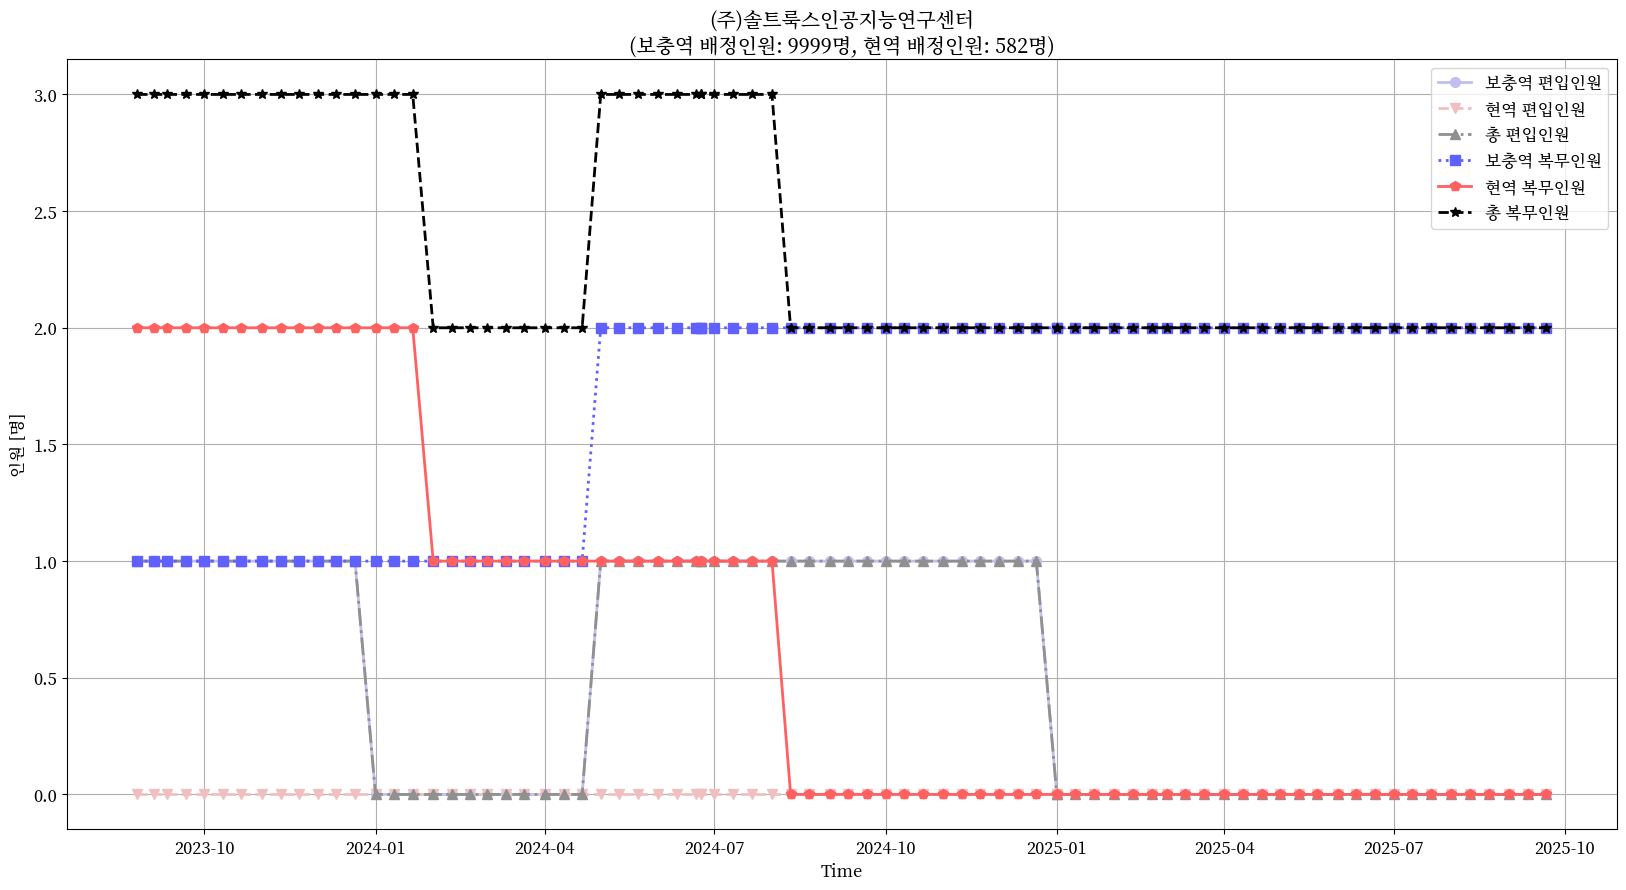 (주)솔트룩스인공지능연구센터
(보충역 배정인원: 9999명, 현역 배정인원: 582명)
보충역 편입인원
현역 편입인원
총 편입인원
보충역 복무인원
현역 복무인원
총 복무인원
3.0
2.5
2.0
1.5
1.0
0.5
0.0
인원 [명]
2023-10
2024-01
2024-04
2024-07
2024-10
2025-01
2025-04
2025-07
2025-10
Time